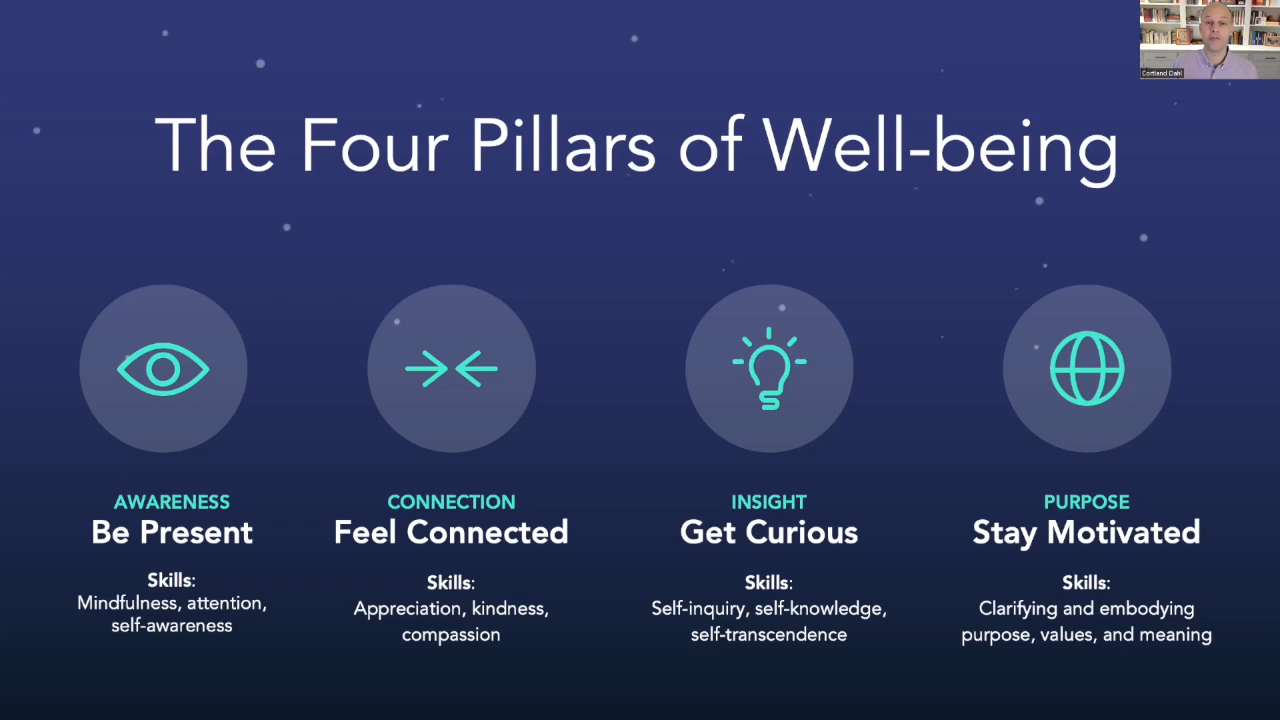 Cortland Dahl
The Four Pillars of Well-being
AWARENESS
Be Present
Skills:
Mindfulness, attention,
self-awareness
CONNECTION
Feel Connected
Skills:
Appreciation, kindness,
compassion
INSIGHT
Get Curious
Skills:
Self-inquiry, self-knowledge,
self-transcendence
PURPOSE
Stay Motivated
Skills:
Clarifying and embodying
purpose, values, and meaning